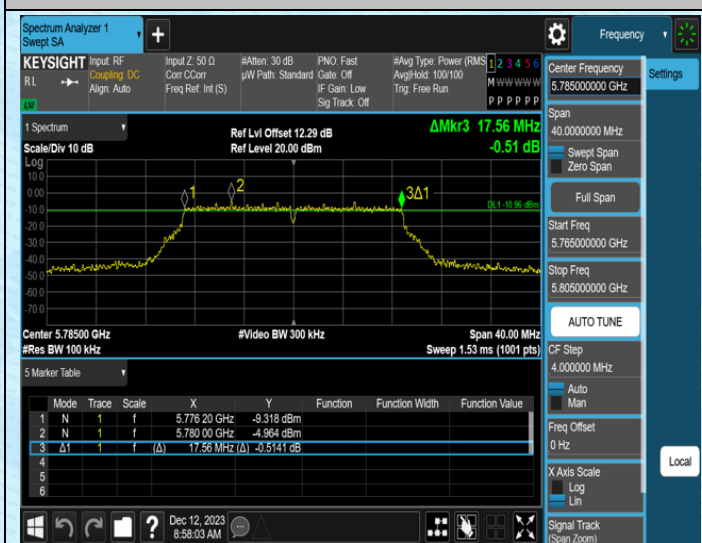 Spectrum Analyzer 1
Swept SA
+
Frequency
KEYSIGHT
RL
Input: RF
Coupling: DC
Align: Auto
Input Z: 50 Ω
Corr CCorr
Freq Ref: Int (S)
#Atten: 30 dB
µW Path: Standard
PNO: Fast
Gate: Off
IF Gain: Low
Sig Track: Off
#Avg Type: Power (RMS
Avg|Hold: 100/100
Trig: Free Run
1 2 3 4 5 6
M W W W W W
P P P P P P
1 Spectrum
Scale/Div 10 dB
Ref Lvl Offset 12.29 dB
Ref Level 20.00 dBm
ΔMkr3 17.56 MHz
-0.51 dB
Log
10.0
0.00
-10.0
-20.0
-30.0
-40.0
-50.0
-60.0
-70.0
1
2
3Δ1
DL1 -10.96 dBm
Center 5.78500 GHz
#Res BW 100 kHz
#Video BW 300 kHz
Span 40.00 MHz
Sweep 1.53 ms (1001 pts)
5 Marker Table
Mode Trace Scale X Y Function Function Width Function Value
1 N 1 f 5.776 20 GHz -9.318 dBm
2 N 1 f 5.780 00 GHz -4.964 dBm
3 Δ1 1 f (Δ) 17.56 MHz (Δ) -0.5141 dB
4
5
6
?
Dec 12, 2023
8:58:03 AM
Center Frequency
5.785000000 GHz
Span
40.0000000 MHz
Swept Span
Zero Span
Full Span
Start Freq
5.765000000 GHz
Stop Freq
5.805000000 GHz
AUTO TUNE
CF Step
4.000000 MHz
Auto
Man
Freq Offset
0 Hz
X Axis Scale
Log
Lin
Signal Track
(Span Zoom)
Settings
Local